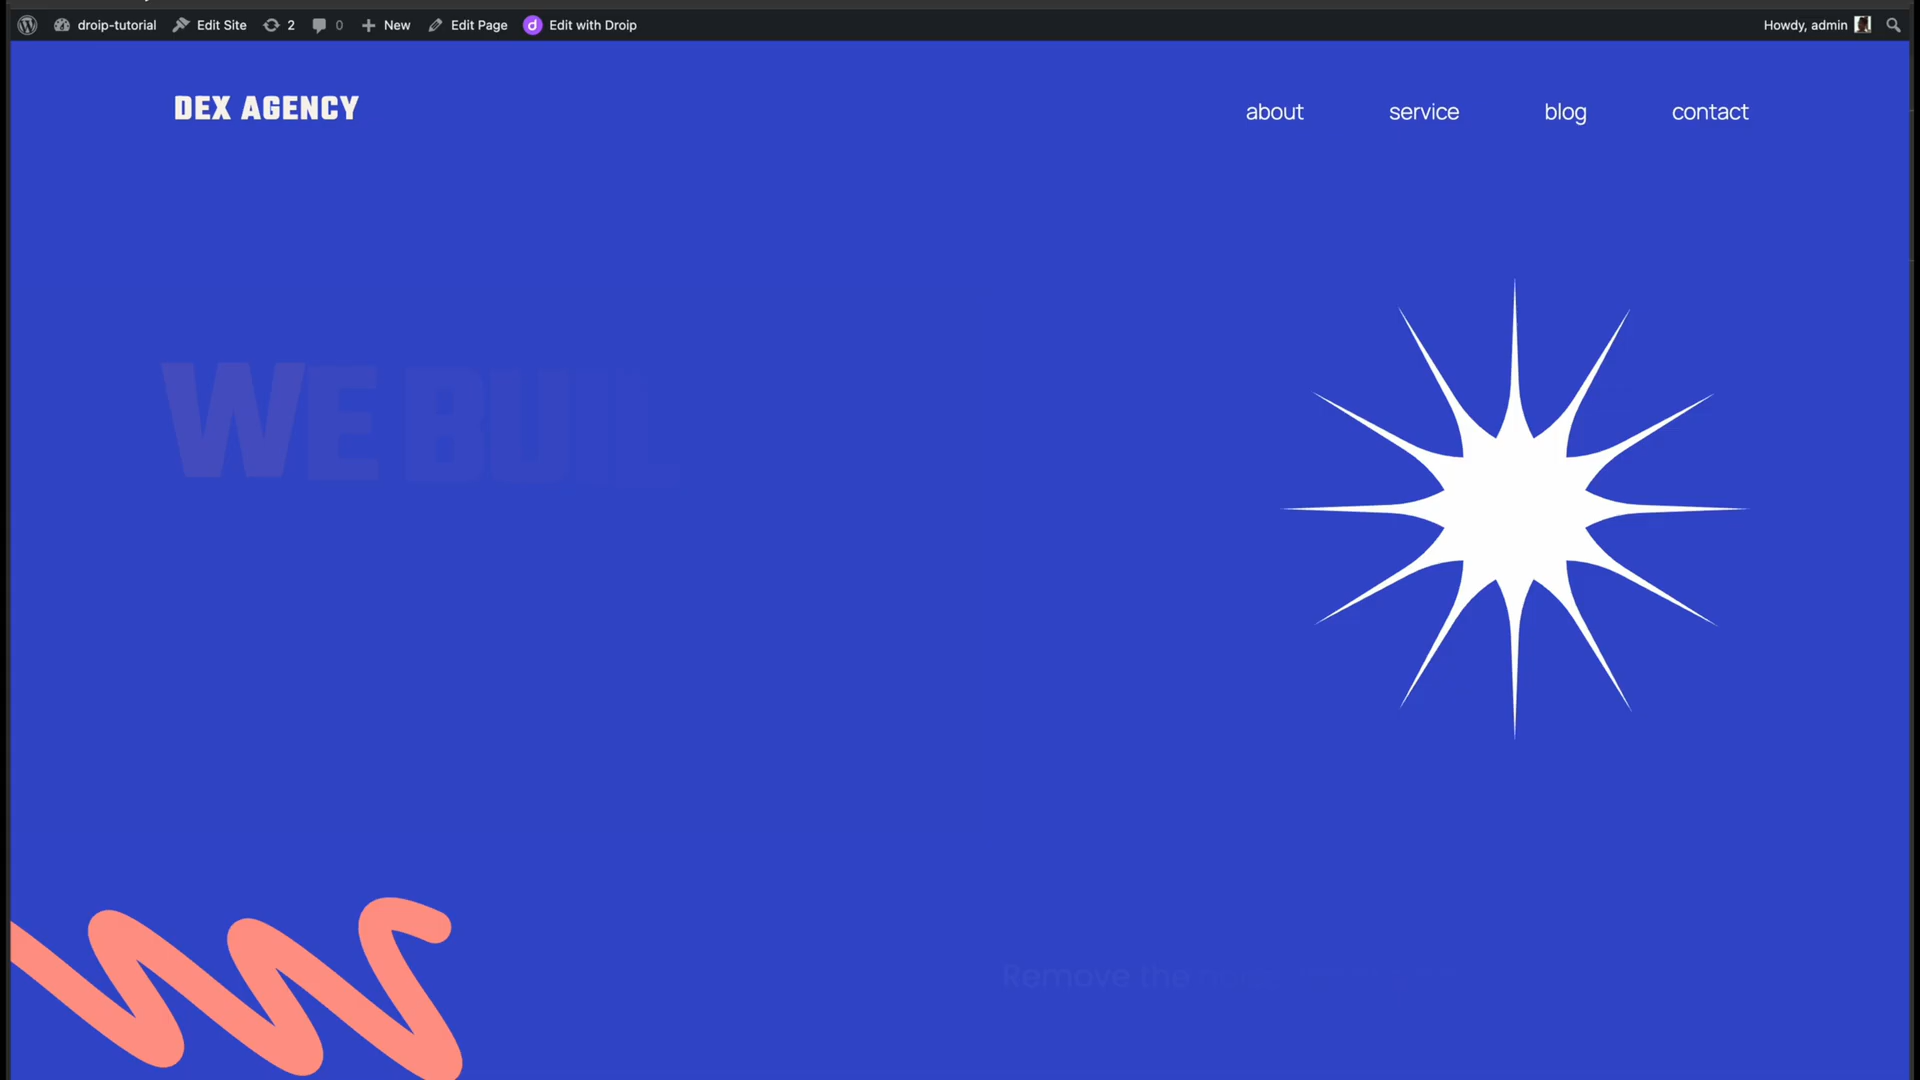 droip-tutorial Edit Site 2 0 New Edit Page Edit with Droip Howdy, admin
DEX AGENCY about service blog contact
WE BUIL
Remove the